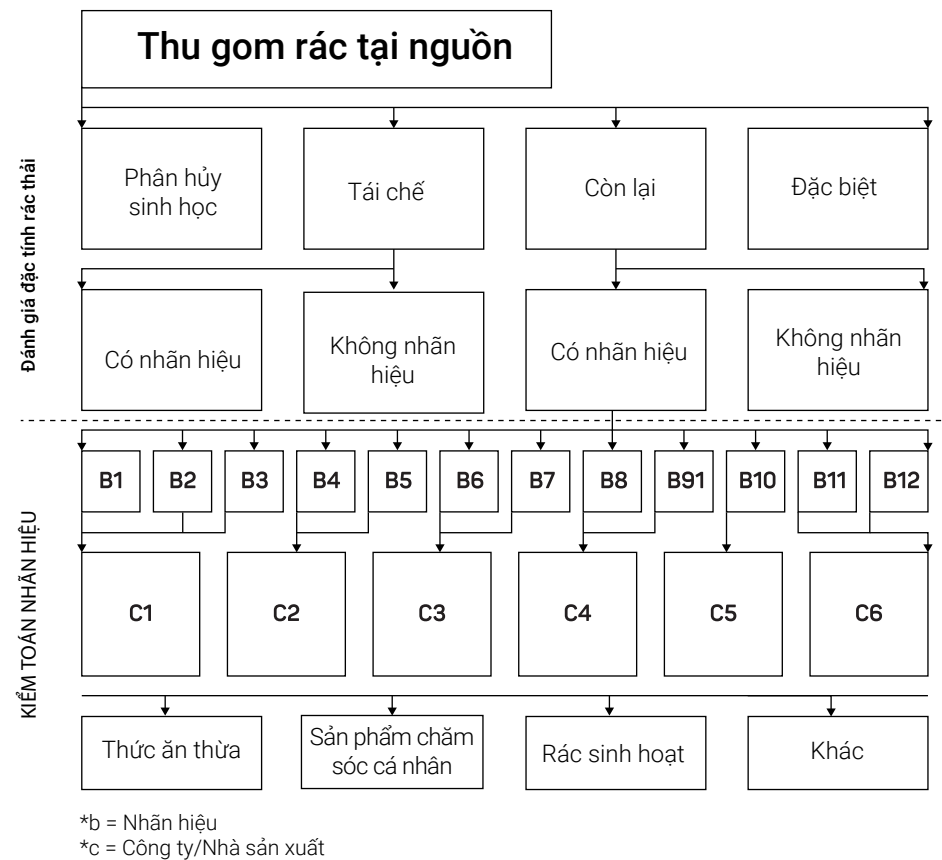 Thu gom rác tại nguồn
Đánh giá đặc tính rác thải
Phân hủy
sinh học
Tái chế
Còn lại
Đặc biệt
Có nhãn hiệu
Không nhãn
hiệu
Có nhãn hiệu
Không nhãn
hiệu
KIỂM TOÁN NHÃN HIỆU
B1
B2
B3
B4
B5
B6
B7
B8
B91
B10
B11
B12
C1
C2
C3
C4
C5
C6
Thức ăn thừa
Sản phẩm chăm
sóc cá nhân
Rác sinh hoạt
Khác
*b = Nhãn hiệu
*c = Công ty/Nhà sản xuất